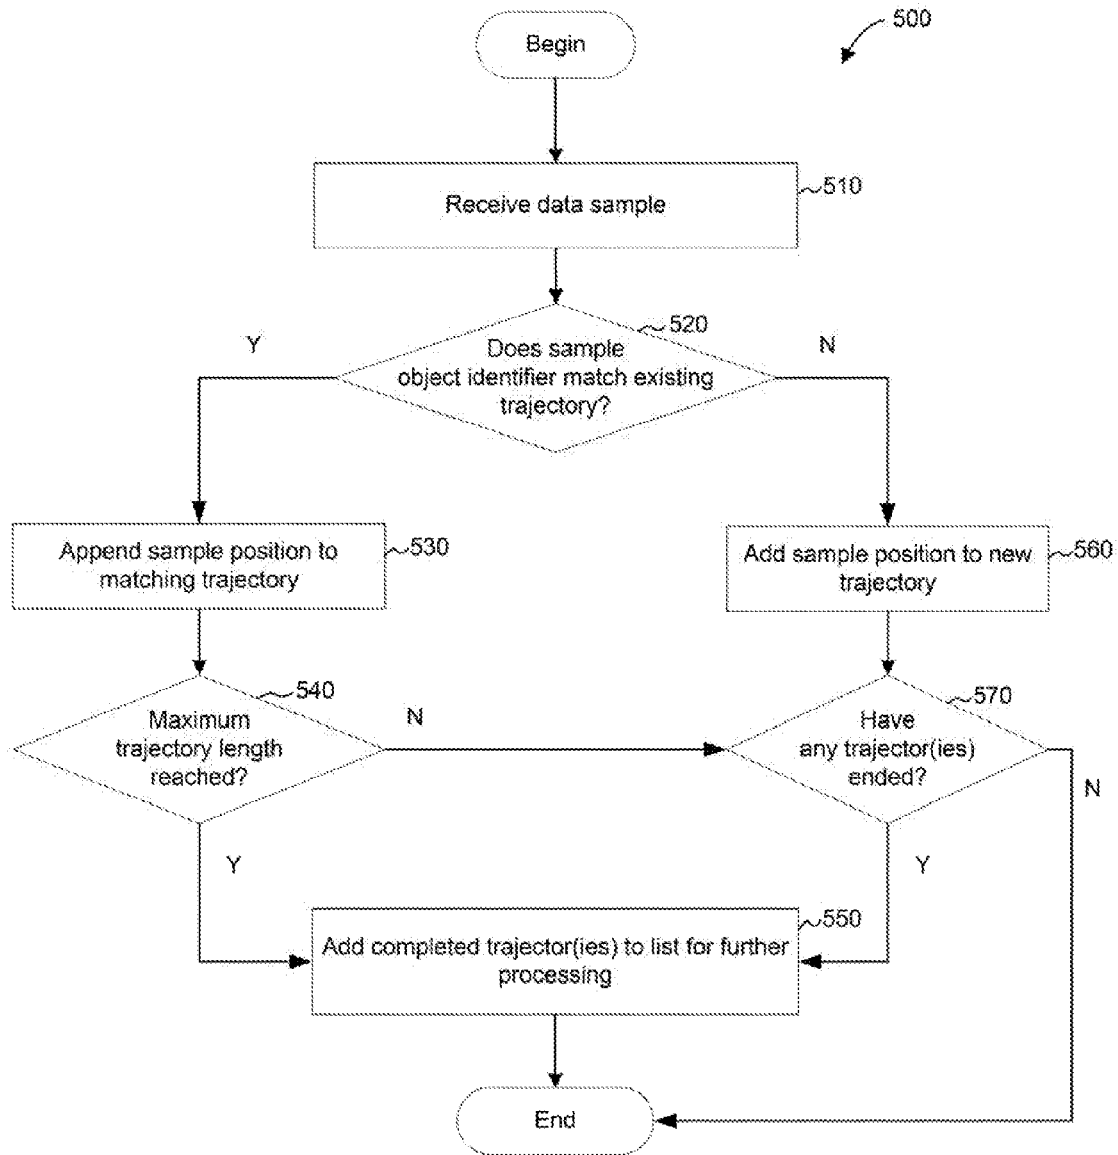 Begin
500
Receive data sample
510
520
Y
N
Does sample
object identifier match existing
trajectory?
Append sample position to
matching trajectory
530
Add sample position to new
trajectory
560
540
Maximum
trajectory length
reached?
N
570
Have
any trajector(ies)
ended?
N
Y
Y
550
Add completed trajector(ies) to list for further
processing
End